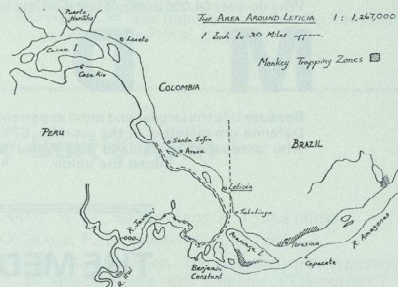 THE AREA AROUND LETICIA 1: 1,267,000
1 Inch to 20 Miles
Monkey Trapping Zones
Puerto
Nariño
Loreto
Cacao I.
Casa Rio
COLOMBIA
PERU
BRAZIL
Santa Sofia
Arara
Leticia
Tabatinga
R. Javari
Aramaça I.
R. Amazonas
Benjamin
Constant
Capacete